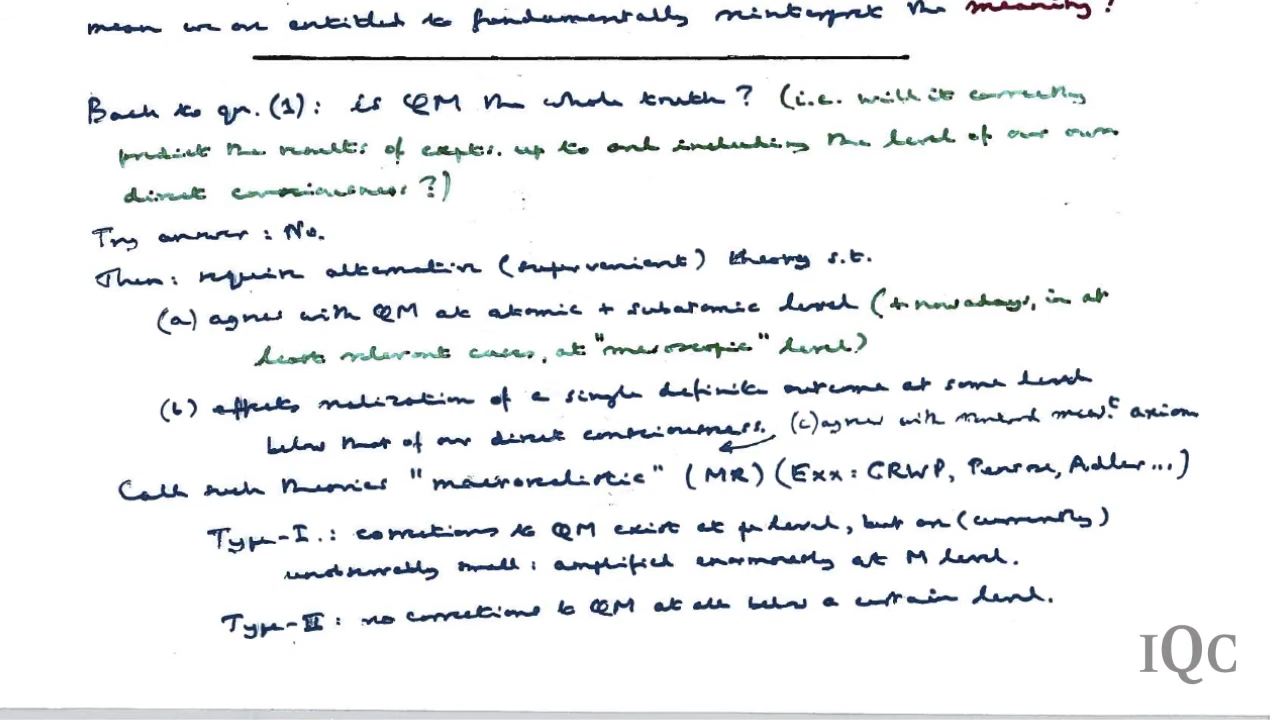 mean we are entitled to fundamentally reinterpret the meaning?
Back to qn. (1): is QM the whole truth? (i.e. will it correctly
predict the results of expts. up to and including the level of our own
direct consciousness?)
Try answer: No.
Then: require alternative (supervenient) theory s.t.
(a) agrees with QM at atomic + subatomic level (+ nowadays, in at
least relevant cases, at "mesoscopic" level)
(b) effects realization of a single definite outcome at some level
below that of our direct consciousness. (c) agree with standard meast axiom
Call such theories "macrorealistic" (MR) (Exx: GRWP, Penrose, Adler...)
Type-I.: corrections to QM exist at μ level, but are (currently)
unobservably small: amplified enormously at M level.
Type-II: no corrections to QM at all below a certain level.
IQC